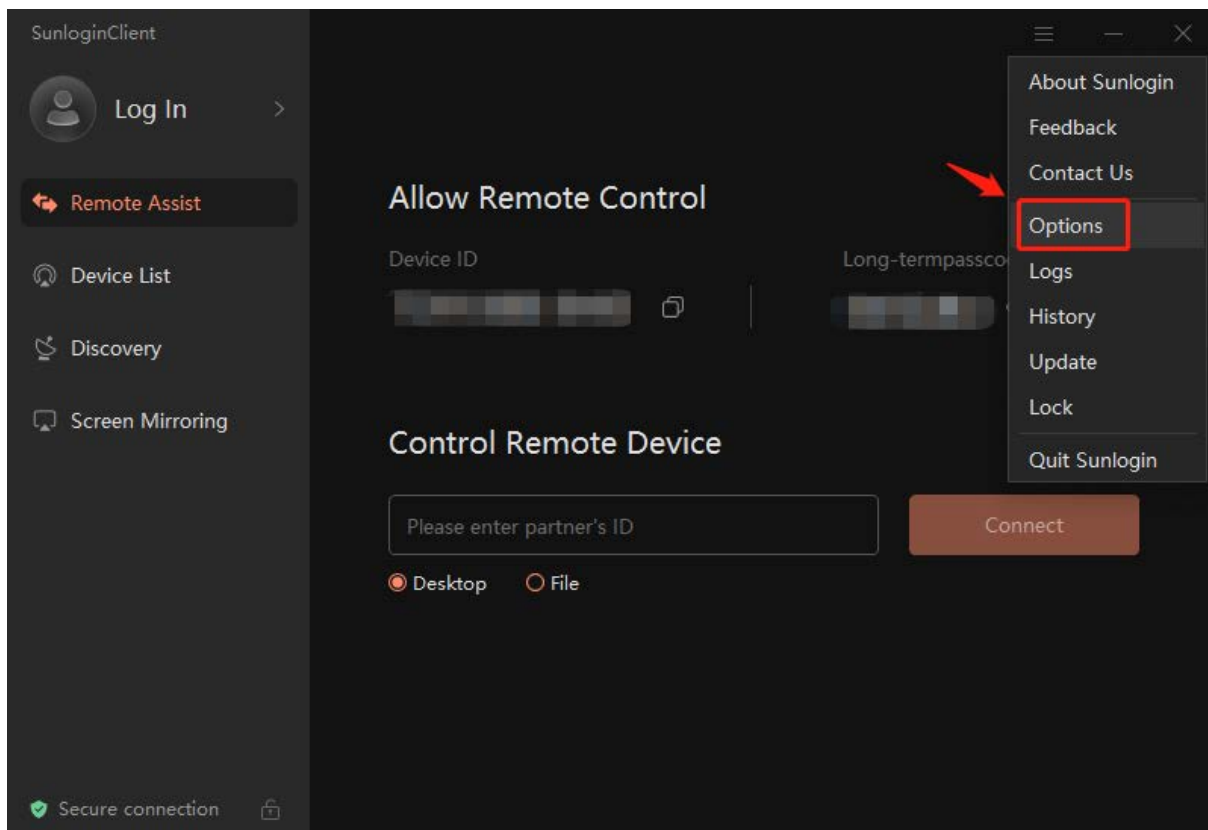 SunloginClient
Log In
Remote Assist
Device List
Discovery
Screen Mirroring
Secure connection
Allow Remote Control
Device ID
Long-termpassco
Control Remote Device
Please enter partner's ID
Connect
Desktop
File
About Sunlogin
Feedback
Contact Us
Options
Logs
History
Update
Lock
Quit Sunlogin